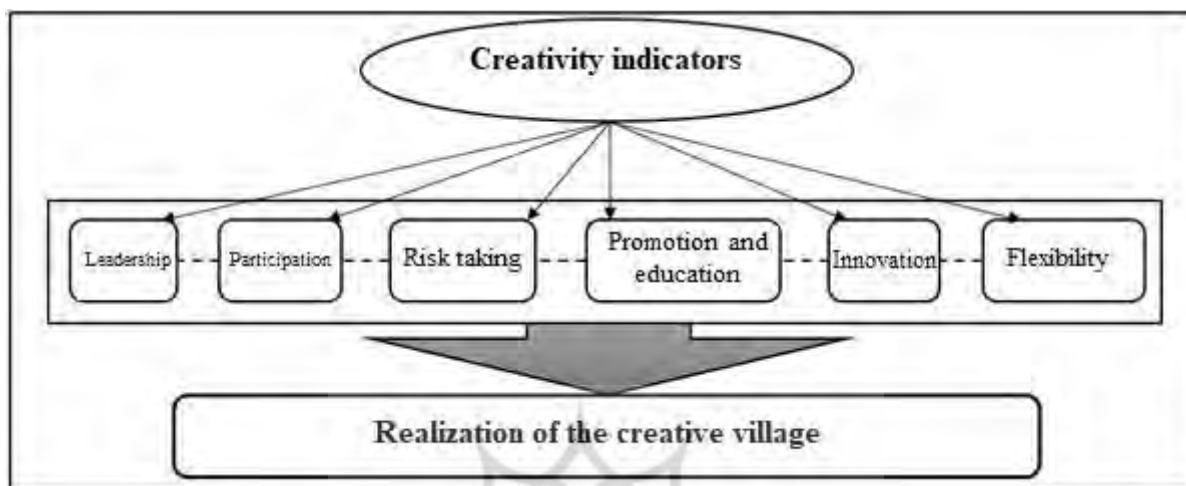 Creativity indicators
Leadership
Participation
Risk taking
Promotion and
education
Innovation
Flexibility
Realization of the creative village